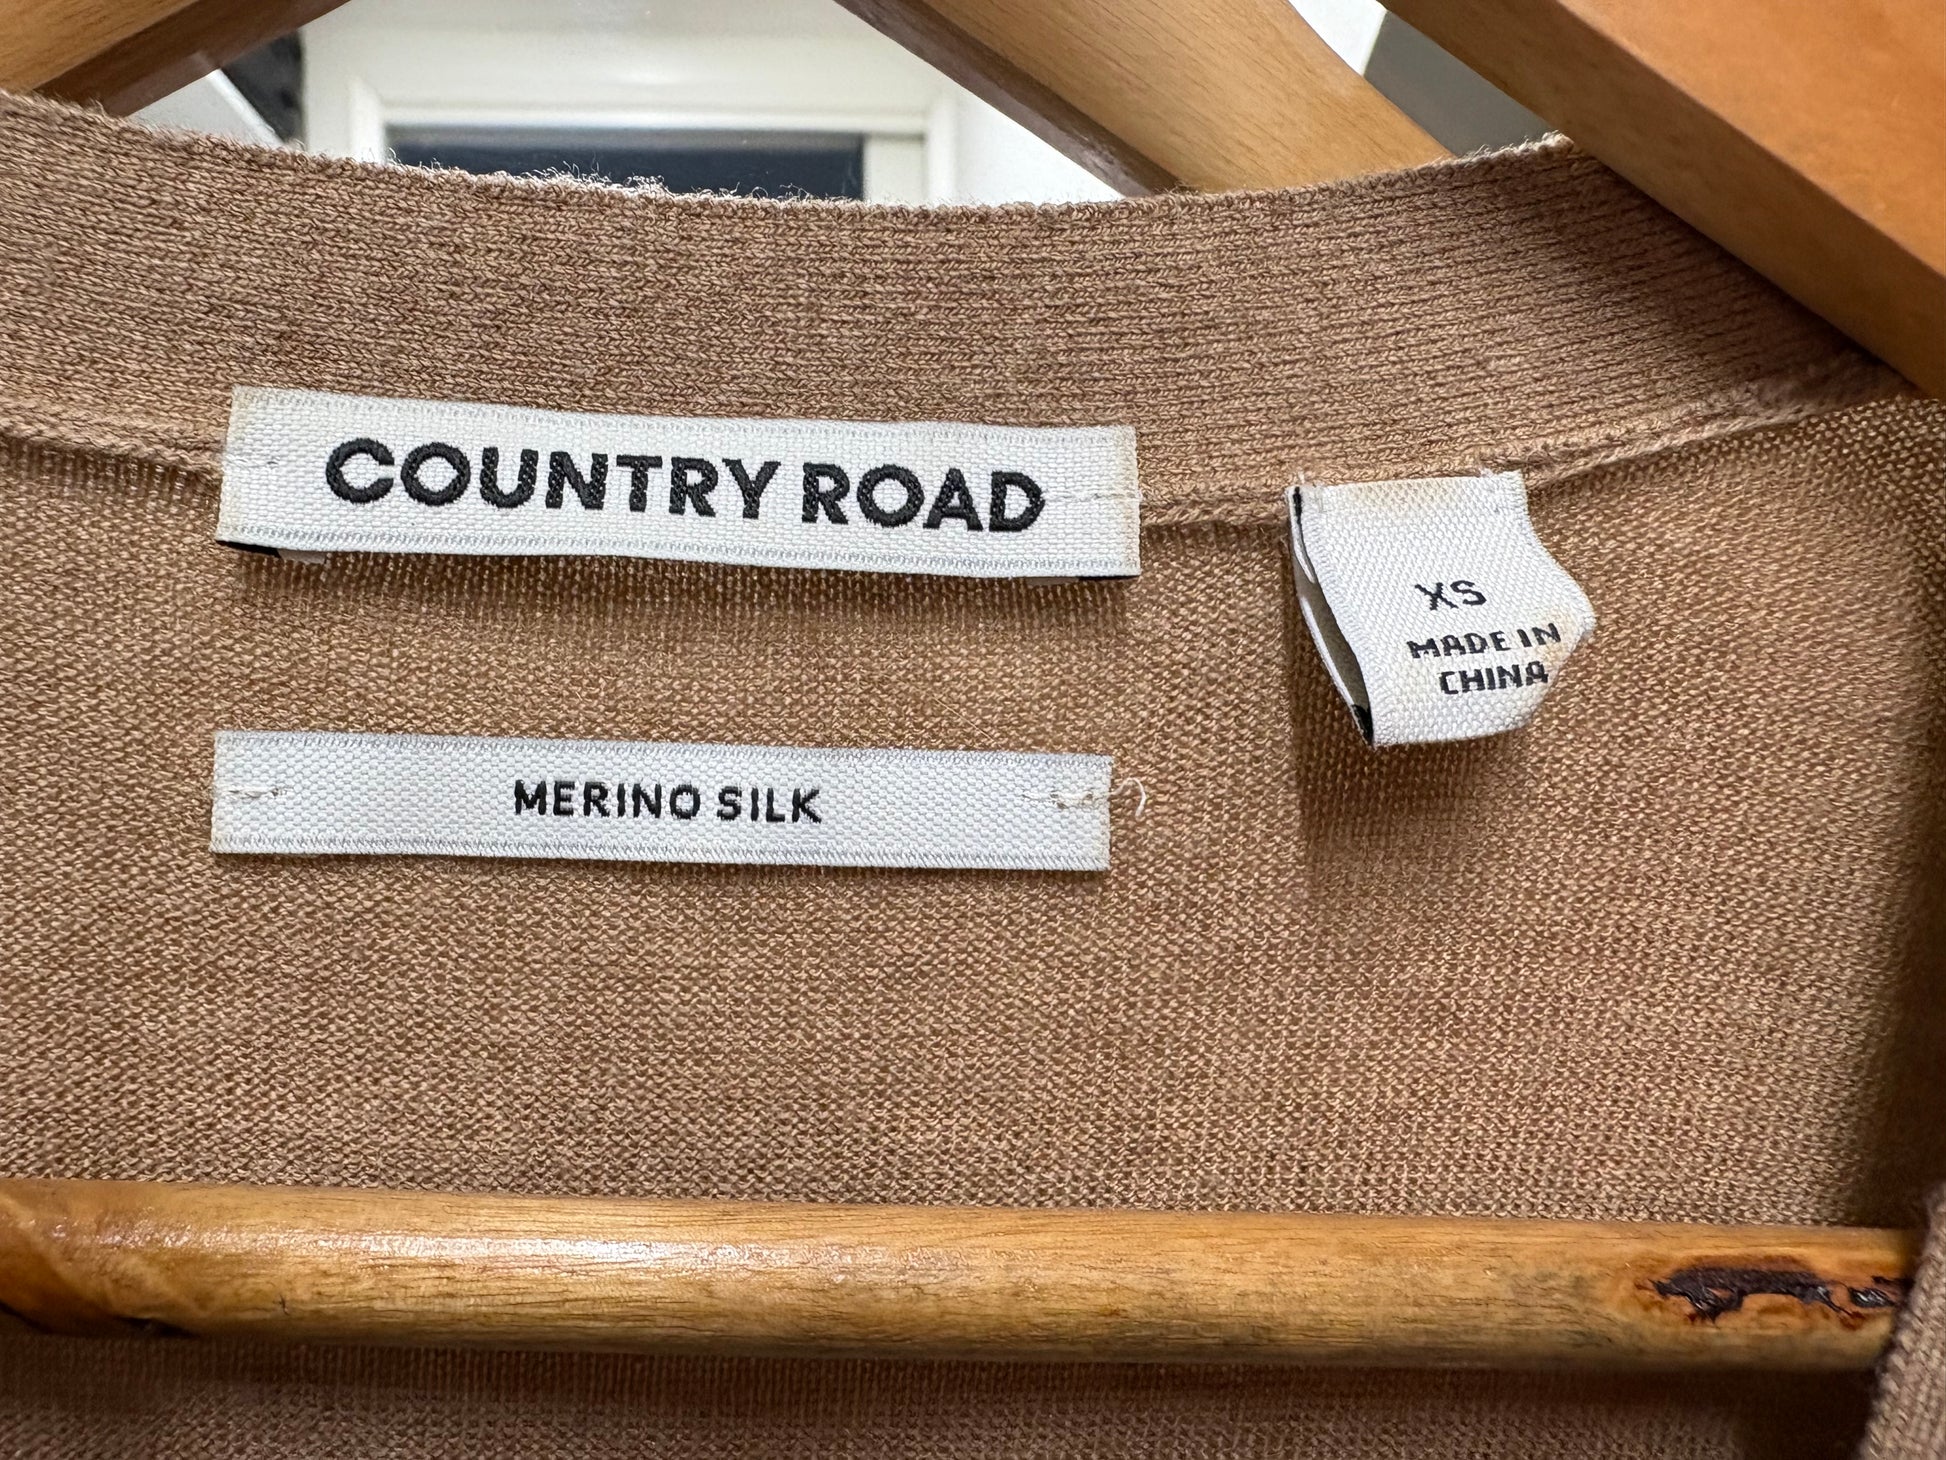 COUNTRY ROAD
XS
MADE IN
CHINA
MERINO SILK